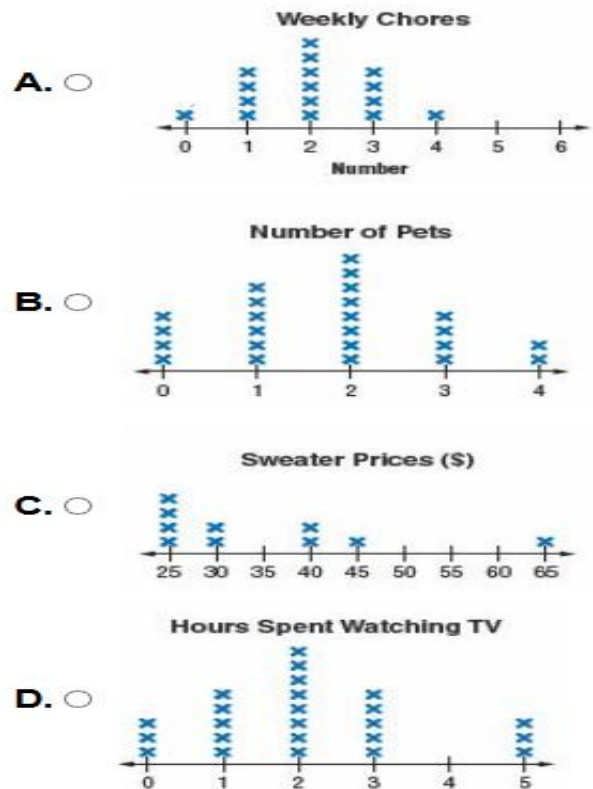 Weekly Chores
A.
0 1 2 3 4 5 6
Number
Number of Pets
B.
0 1 2 3 4
Sweater Prices ($)
C.
25 30 35 40 45 50 55 60 65
Hours Spent Watching TV
D.
0 1 2 3 4 5